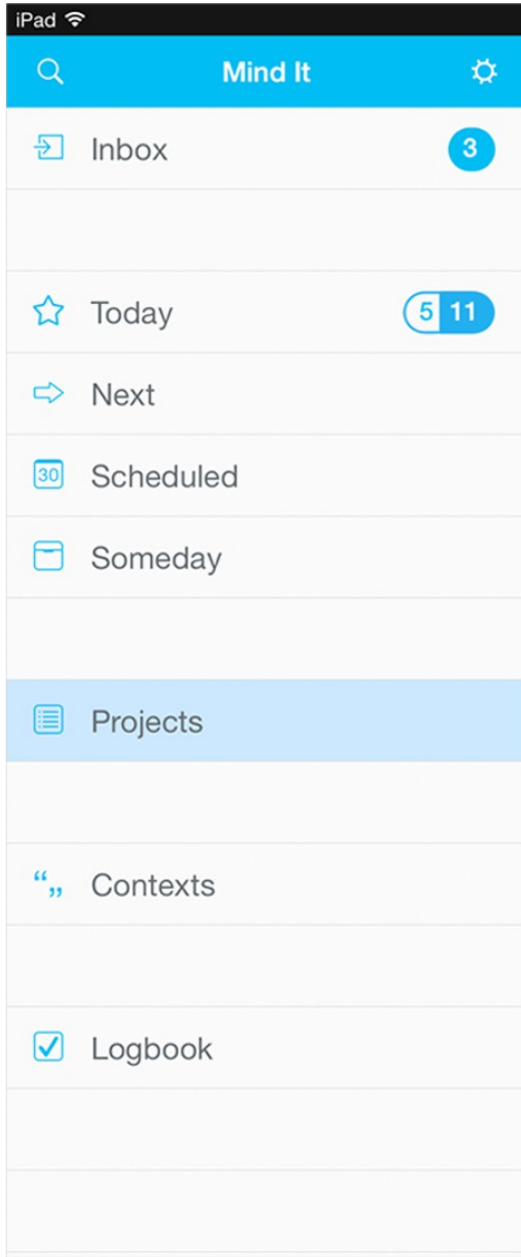 iPad
Mind It
Inbox 3
Today 5 11
Next
30 Scheduled
Someday
Projects
“„ Contexts
Logbook